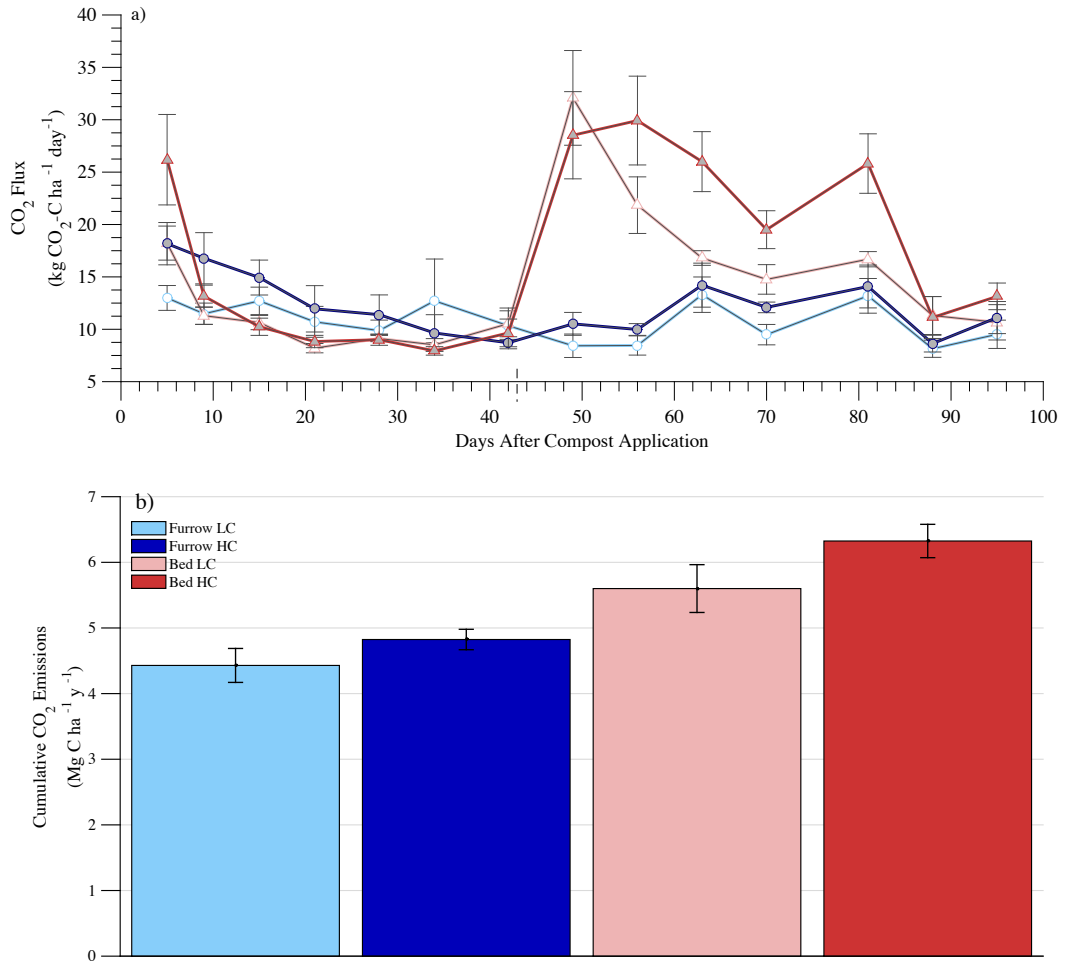 a)
40
35
30
25
20
15
10
5
CO2 Flux
(kg CO2-C ha -1 day-1)
0 10 20 30 40 50 60 70 80 90 100
Days After Compost Application
b)
7
6
5
4
3
2
1
0
Cumulative CO2 Emissions
(Mg C ha -1 y -1)
Furrow LC
Furrow HC
Bed LC
Bed HC